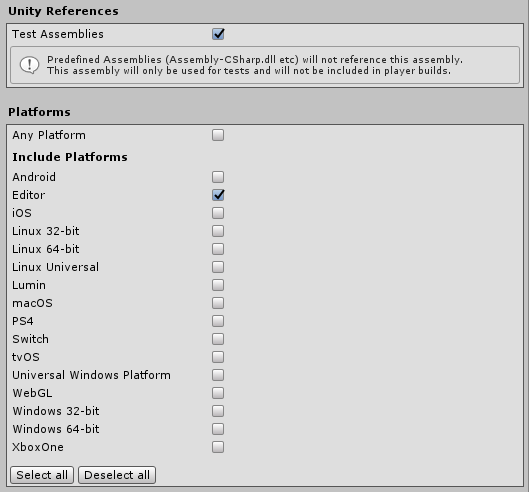 Unity References
Test Assemblies
Predefined Assemblies (Assembly-CSharp.dll etc) will not reference this assembly.
This assembly will only be used for tests and will not be included in player builds.
Platforms
Any Platform
Include Platforms
Android
Editor
iOS
Linux 32-bit
Linux 64-bit
Linux Universal
Lumin
macOS
PS4
Switch
tvOS
Universal Windows Platform
WebGL
Windows 32-bit
Windows 64-bit
XboxOne
Select all Deselect all